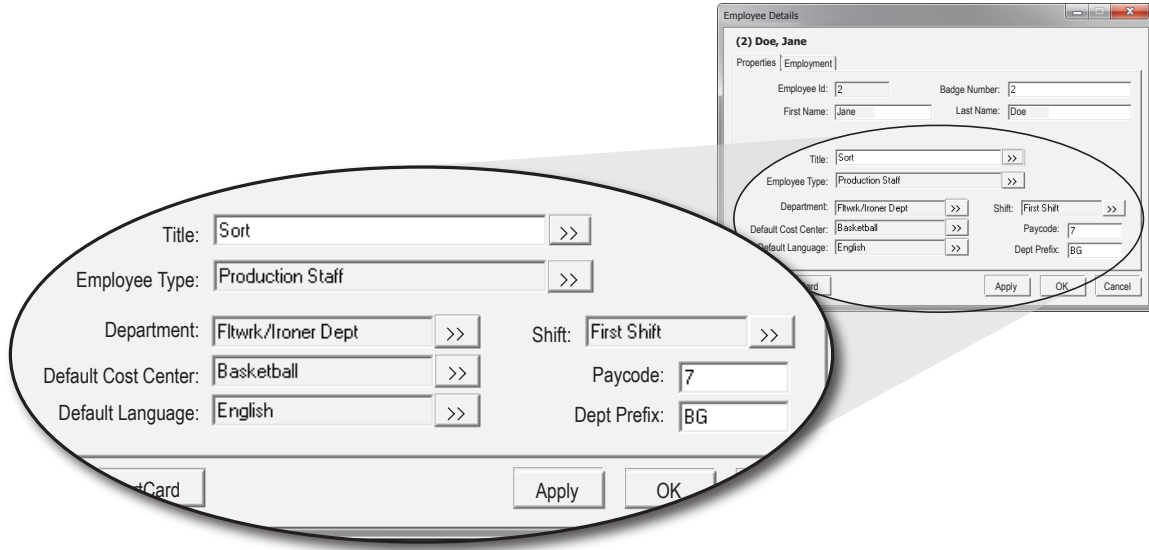 Employee Details
(2) Doe, Jane
Properties Employment
Employee Id: 2 Badge Number: 2
First Name: Jane Last Name: Doe
Title: Sort >>
Employee Type: Production Staff >>
Department: Fltwrk/Ironer Dept >> Shift: First Shift >>
Default Cost Center: Basketball >> Paycode: 7
Default Language: English >> Dept Prefix: BG
Apply OK Cancel
Title: Sort >>
Employee Type: Production Staff >>
Department: Fltwrk/Ironer Dept >> Shift: First Shift >>
Default Cost Center: Basketball >> Paycode: 7
Default Language: English >> Dept Prefix: BG
Card Apply OK